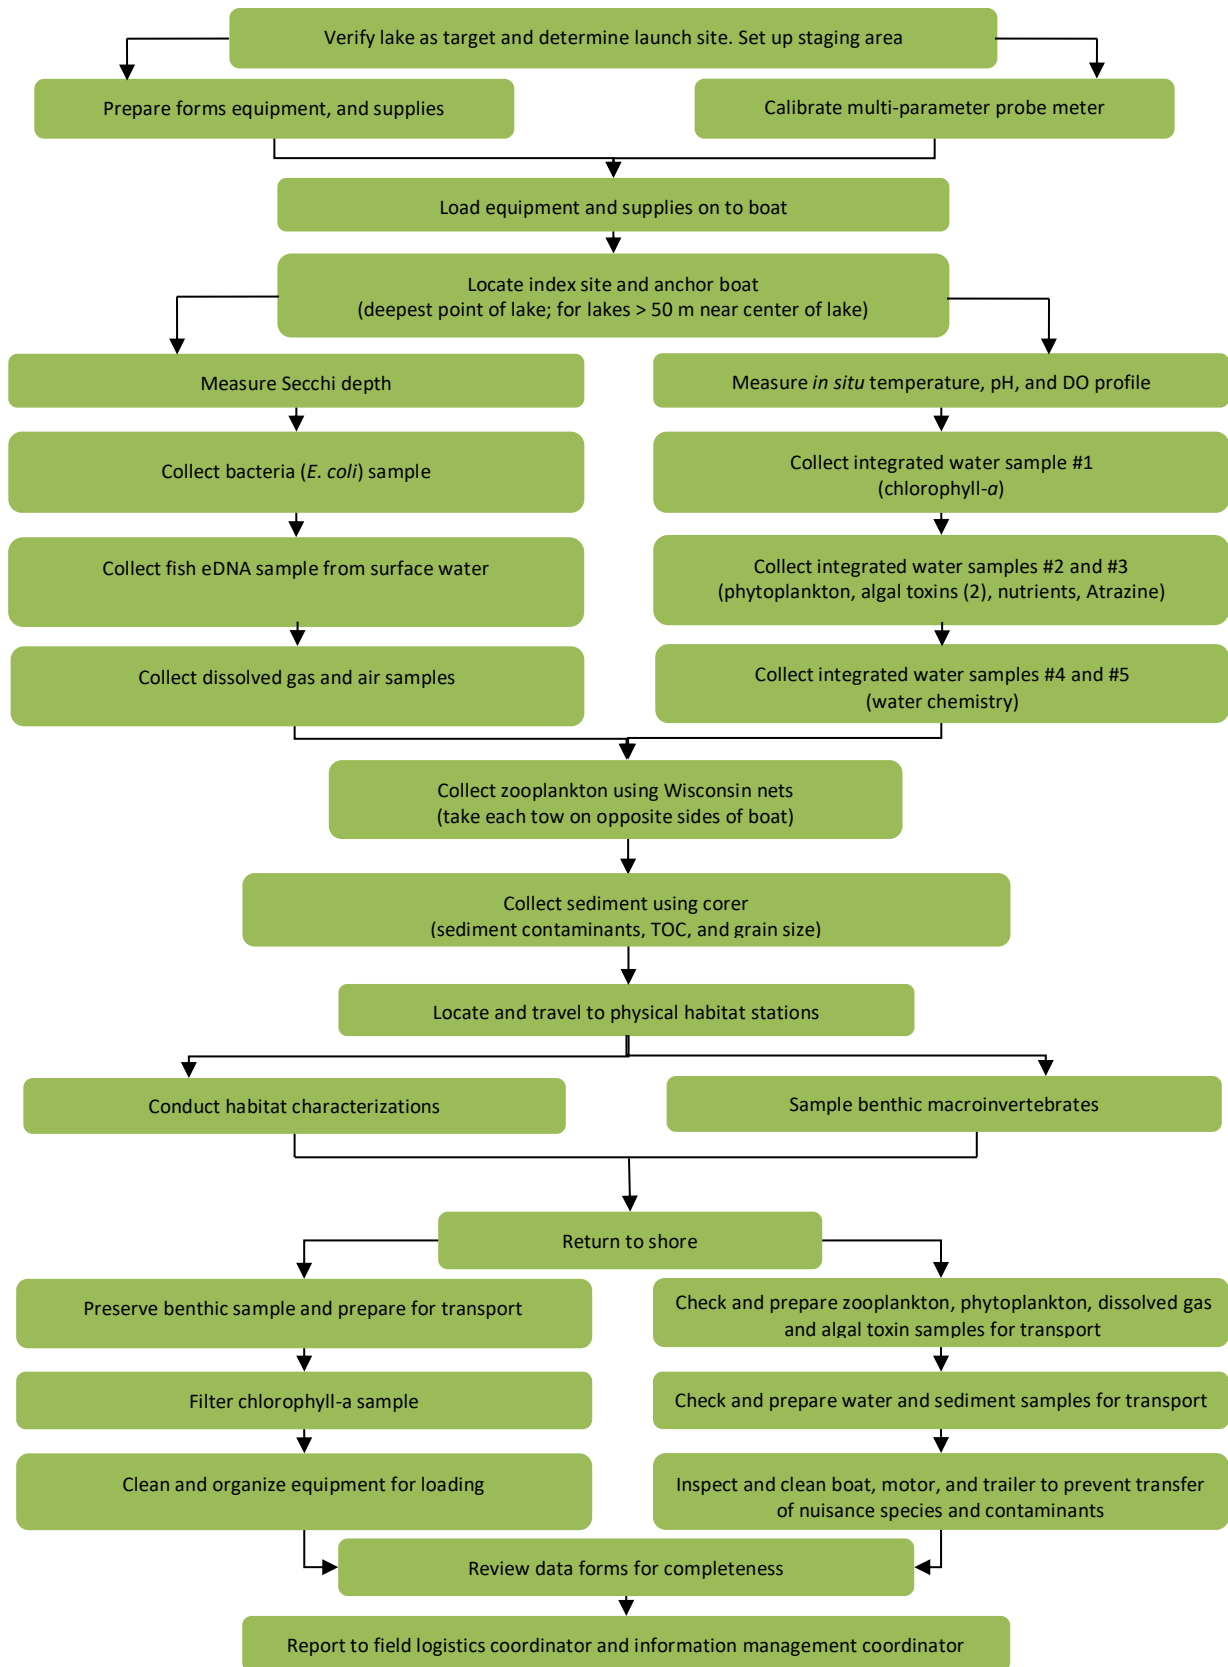 Verify lake as target and determine launch site. Set up staging area
Prepare forms equipment, and supplies
Calibrate multi-parameter probe meter
Load equipment and supplies on to boat
Locate index site and anchor boat
(deepest point of lake; for lakes > 50 m near center of lake)
Measure Secchi depth
Measure in situ temperature, pH, and DO profile
Collect bacteria (E. coli) sample
Collect integrated water sample #1
(chlorophyll-a)
Collect fish eDNA sample from surface water
Collect integrated water samples #2 and #3
(phytoplankton, algal toxins (2), nutrients, Atrazine)
Collect dissolved gas and air samples
Collect integrated water samples #4 and #5
(water chemistry)
Collect zooplankton using Wisconsin nets
(take each tow on opposite sides of boat)
Collect sediment using corer
(sediment contaminants, TOC, and grain size)
Locate and travel to physical habitat stations
Conduct habitat characterizations
Sample benthic macroinvertebrates
Return to shore
Preserve benthic sample and prepare for transport
Check and prepare zooplankton, phytoplankton, dissolved gas
and algal toxin samples for transport
Filter chlorophyll-a sample
Check and prepare water and sediment samples for transport
Clean and organize equipment for loading
Inspect and clean boat, motor, and trailer to prevent transfer
of nuisance species and contaminants
Review data forms for completeness
Report to field logistics coordinator and information management coordinator